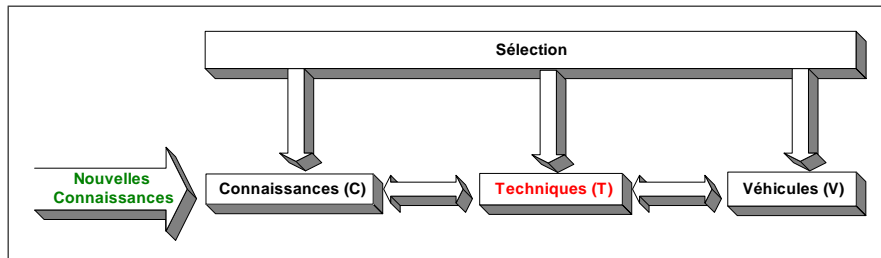 Sélection
Nouvelles
Connaissances
Connaissances (C)
Techniques (T)
Véhicules (V)